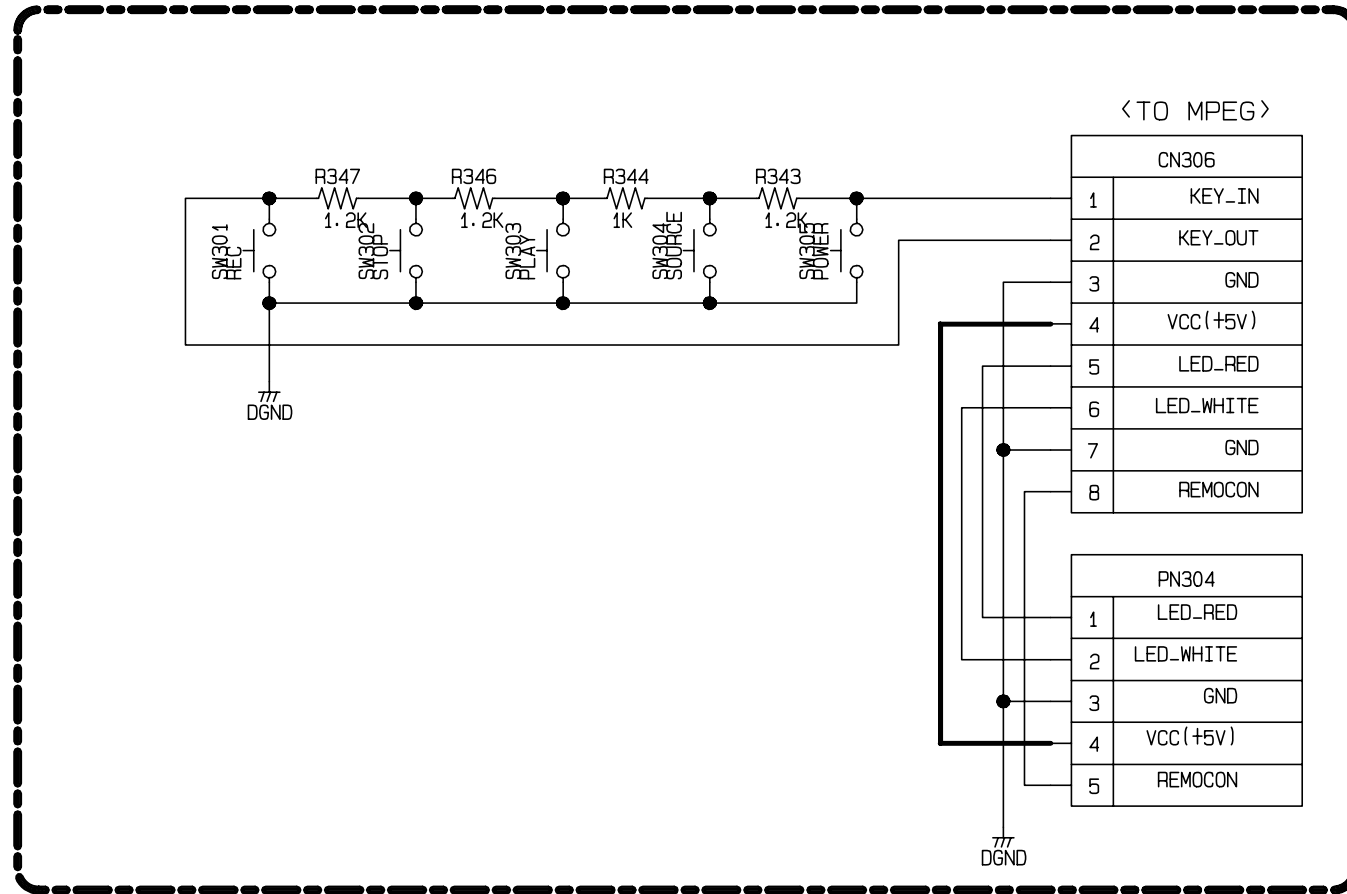 <TO MPEG>
CN306
1 KEY_IN
2 KEY_OUT
3 GND
4 VCC(+5V)
5 LED_RED
6 LED_WHITE
7 GND
8 REMOCON
R347
1.2K
R346
1.2K
R344
1K
R343
1.2K
SW301
REC
SW302
STOP
SW303
PLAY
SW304
SOURCE
SW305
POWER
DGND
PN304
1 LED_RED
2 LED_WHITE
3 GND
4 VCC(+5V)
5 REMOCON
DGND